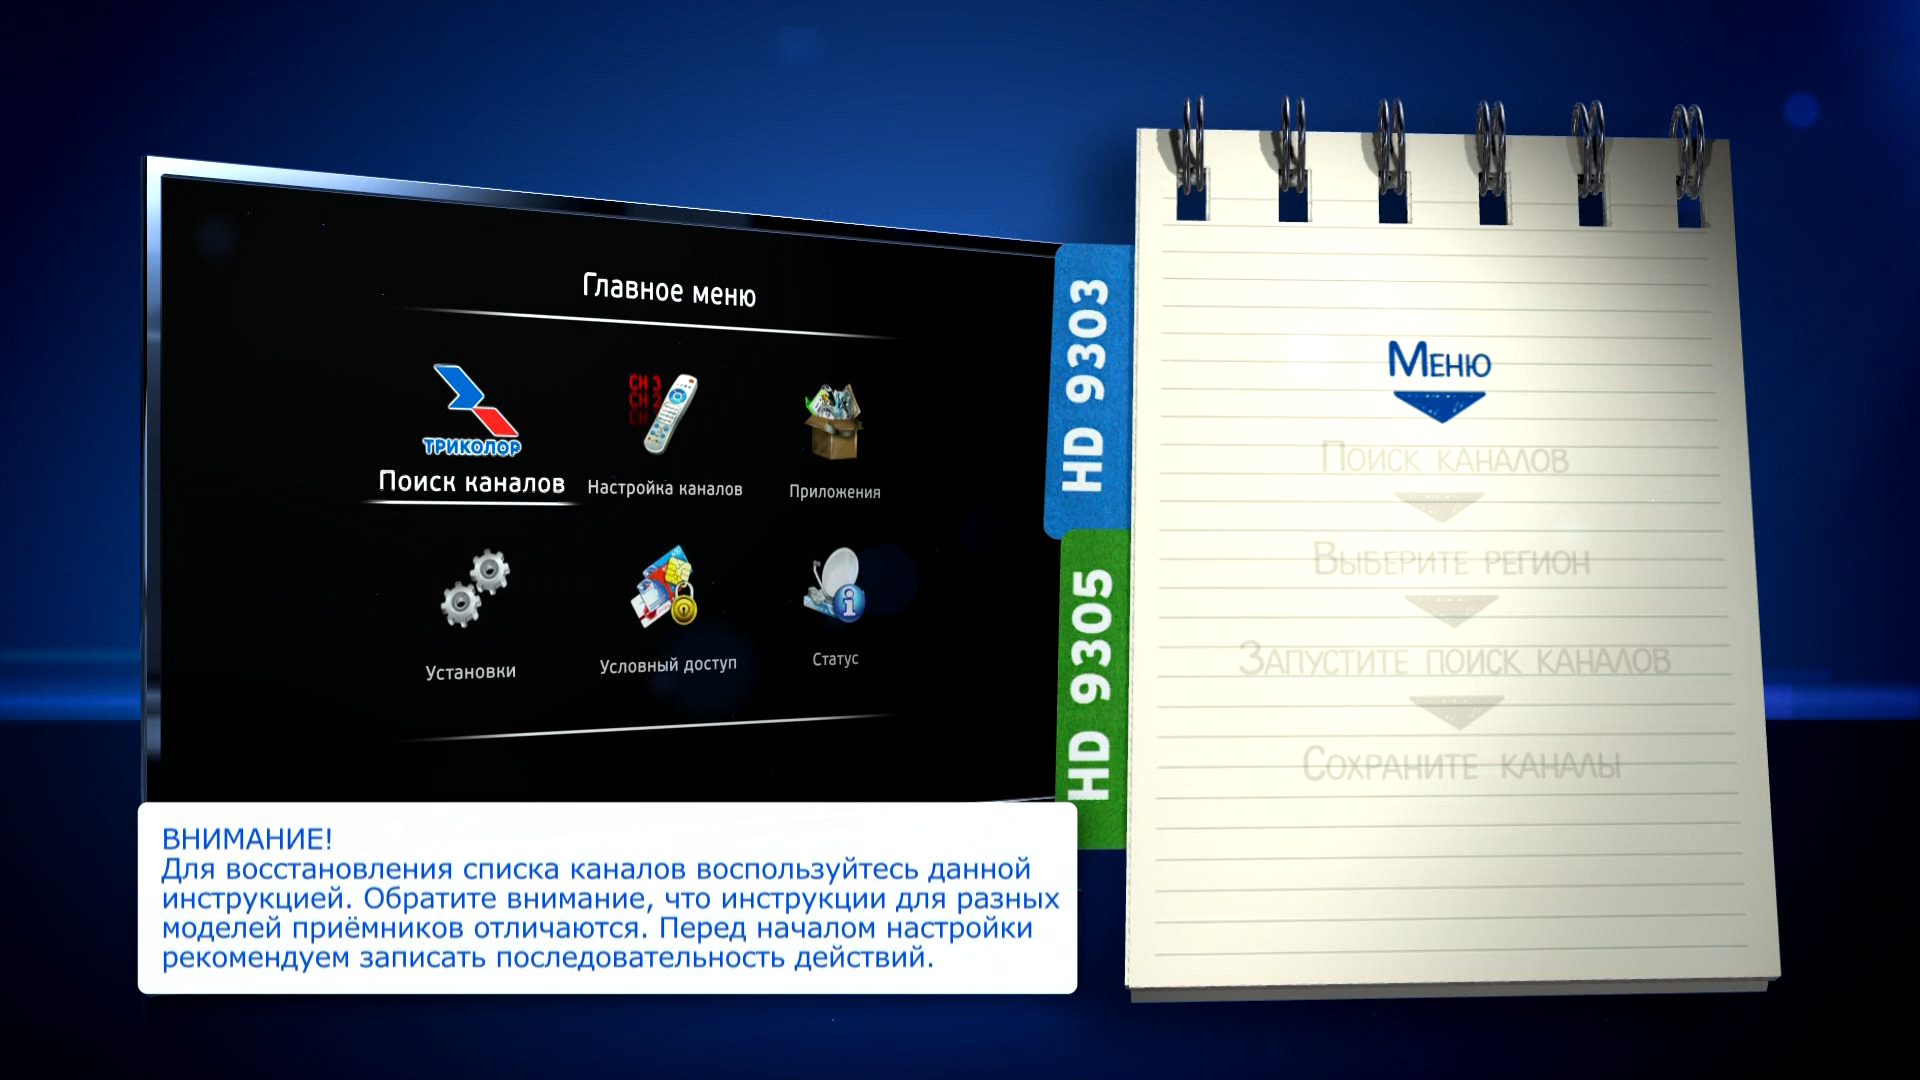 Главное меню
CH 3
CH 2
ТРИКОЛОР
Поиск каналов
Настройка каналов
Приложения
Установки
Условный доступ
Статус
HD 9303
HD 9305
Меню
Поиск каналов
Выберите регион
Запустите поиск каналов
Сохраните каналы
ВНИМАНИЕ!
Для восстановления списка каналов воспользуйтесь данной
инструкцией. Обратите внимание, что инструкции для разных
моделей приёмников отличаются. Перед началом настройки
рекомендуем записать последовательность действий.